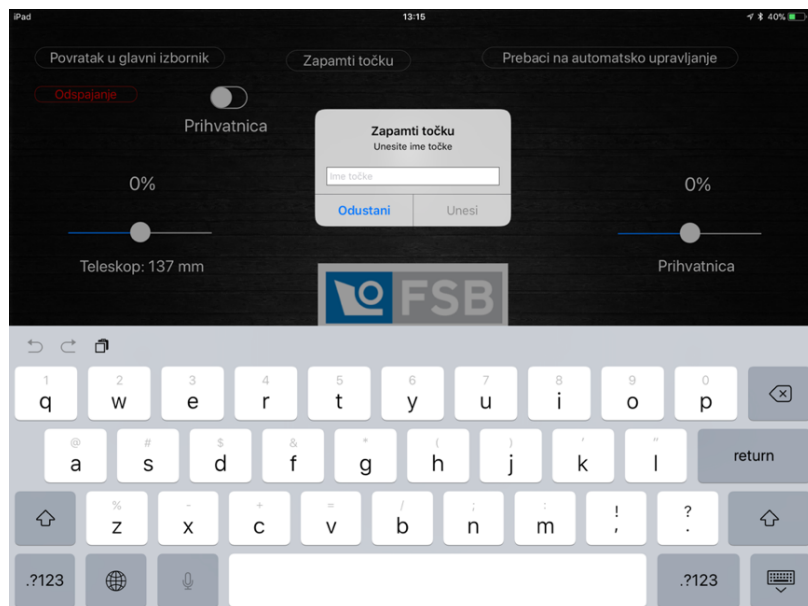 iPad 13:15 40%
Povratak u glavni izbornik Zapamti točku Prebaci na automatsko upravljanje
Odspajanje
Prihvatnica
Zapamti točku
Unesite ime točke
Ime točke
Odustani Unesi
0% 0%
Teleskop: 137 mm Prihvatnica
FSB
1 2 3 4 5 6 7 8 9 0
q w e r t y u i o p
@ # $ & * ( ) ' "
a s d f g h j k l return
% - + = / ; : ! ?
z x c v b n m , .
.?123 .?123